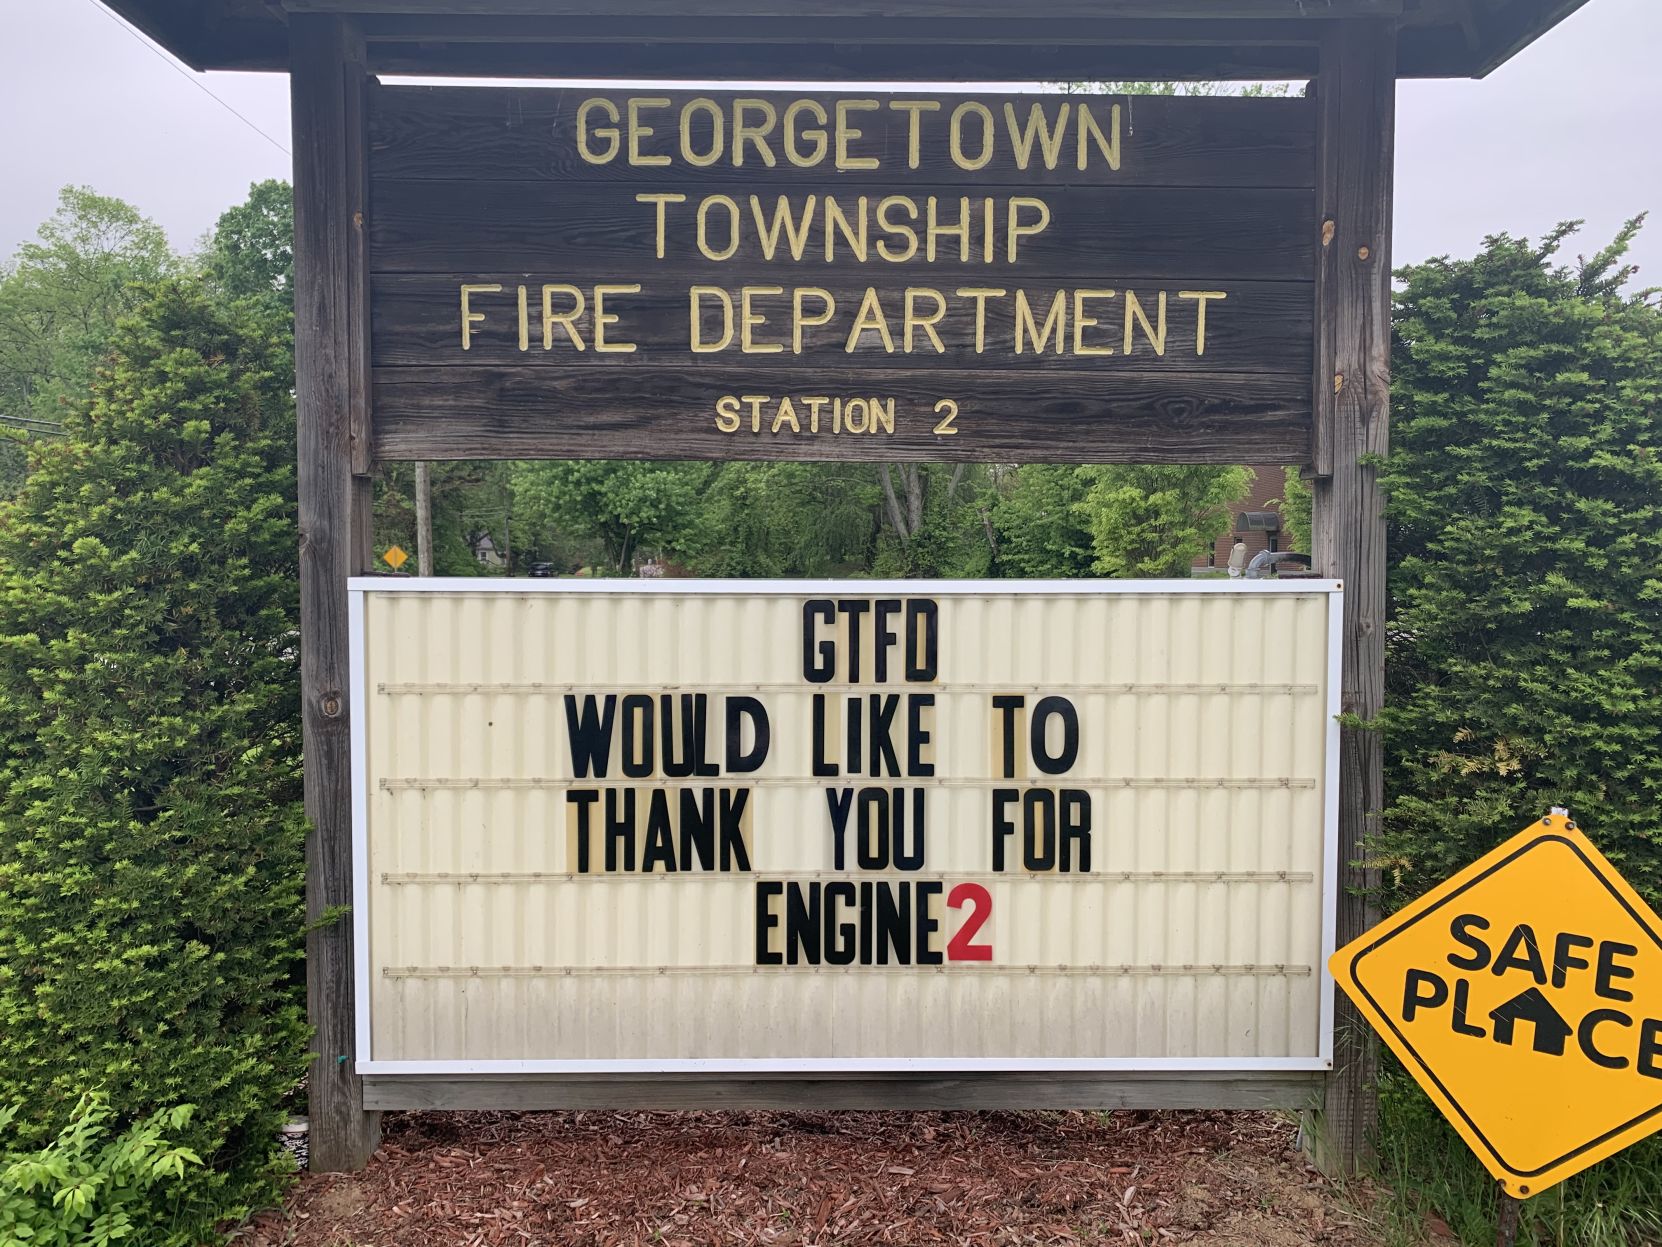 GEORGETOWN
TOWNSHIP
FIRE DEPARTMENT
STATION 2
GTFD
WOULD LIKE TO
THANK YOU FOR
ENGINE2
SAFE
PLACE